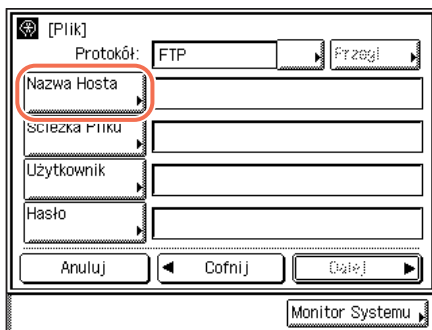 [Plik]
Protokół: FTP Przegl
Nazwa Hosta
Ścieżka Pliku
Użytkownik
Hasło
Anuluj ◀ Cofnij Dalej ▶
Monitor Systemu